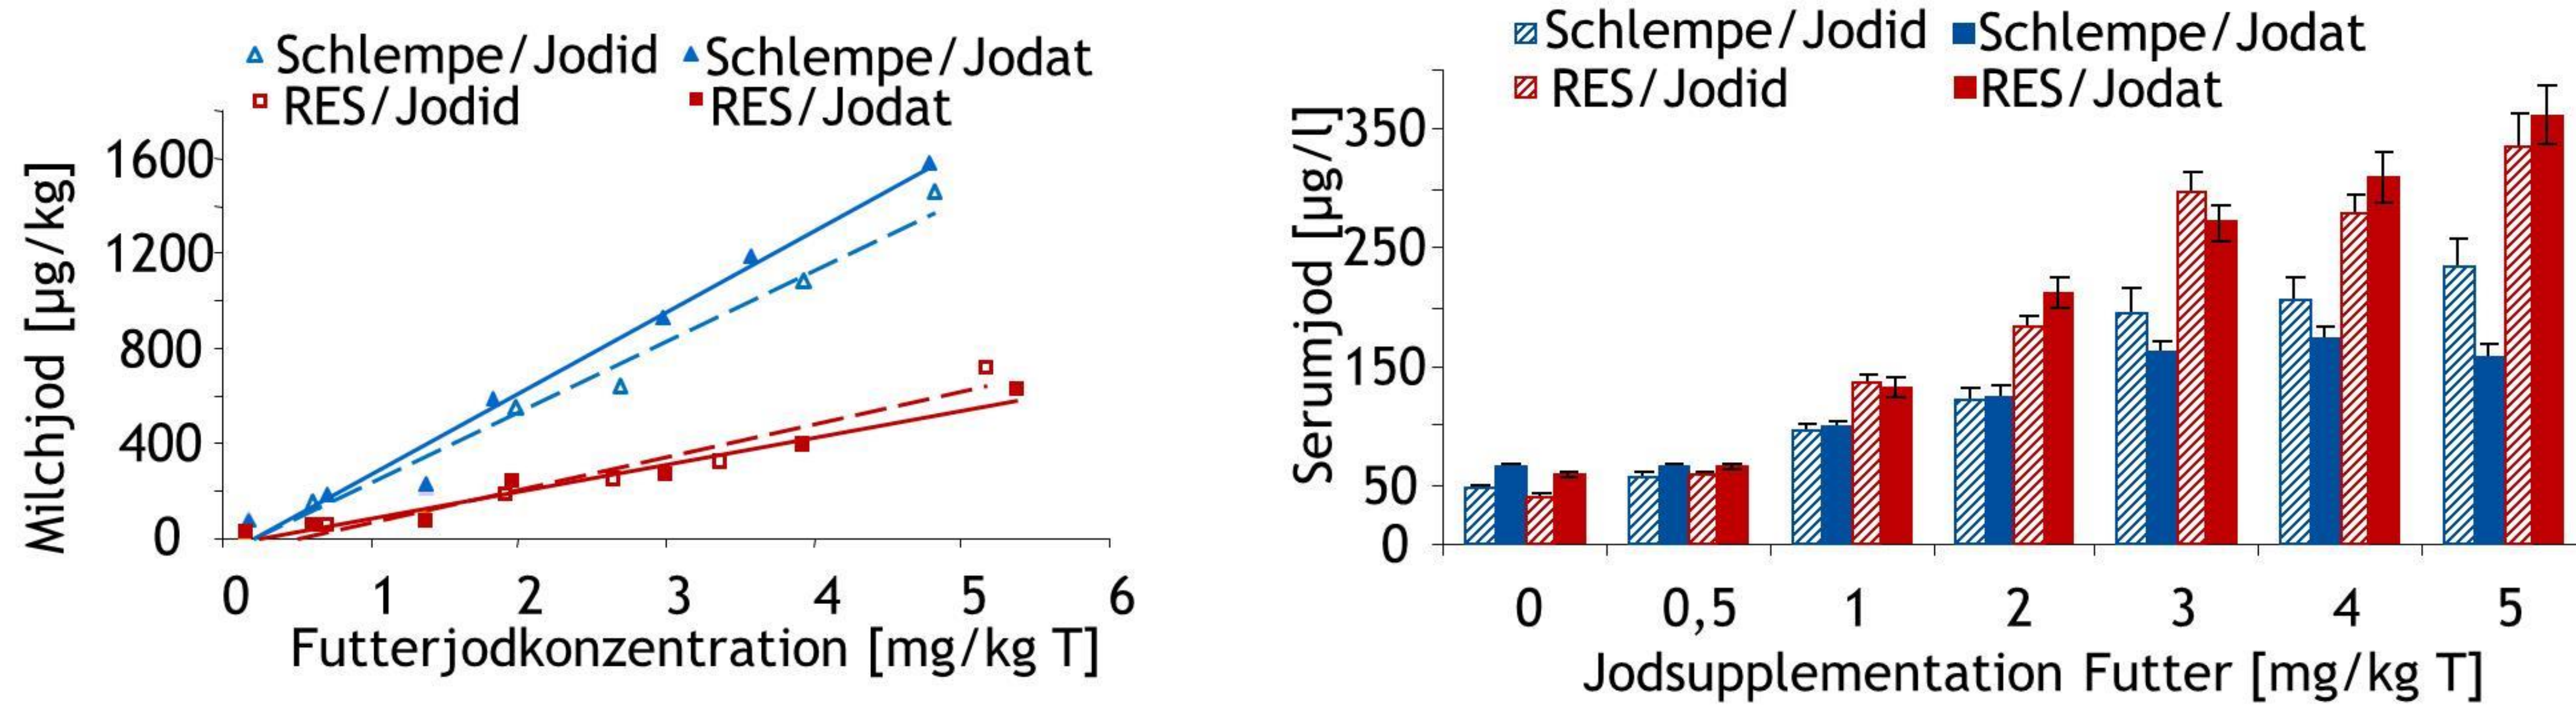 Schlempe/Jodid Schlempe/Jodat
RES/Jodid RES/Jodat
Milchjod [µg/kg]
1600
1200
800
400
0
0 1 2 3 4 5 6
Futterjodkonzentration [mg/kg T]
Schlempe/Jodid Schlempe/Jodat
RES/Jodid RES/Jodat
Serumjod [µg/l]
350
250
150
50
0
0 0,5 1 2 3 4 5
Jodsupplementation Futter [mg/kg T]